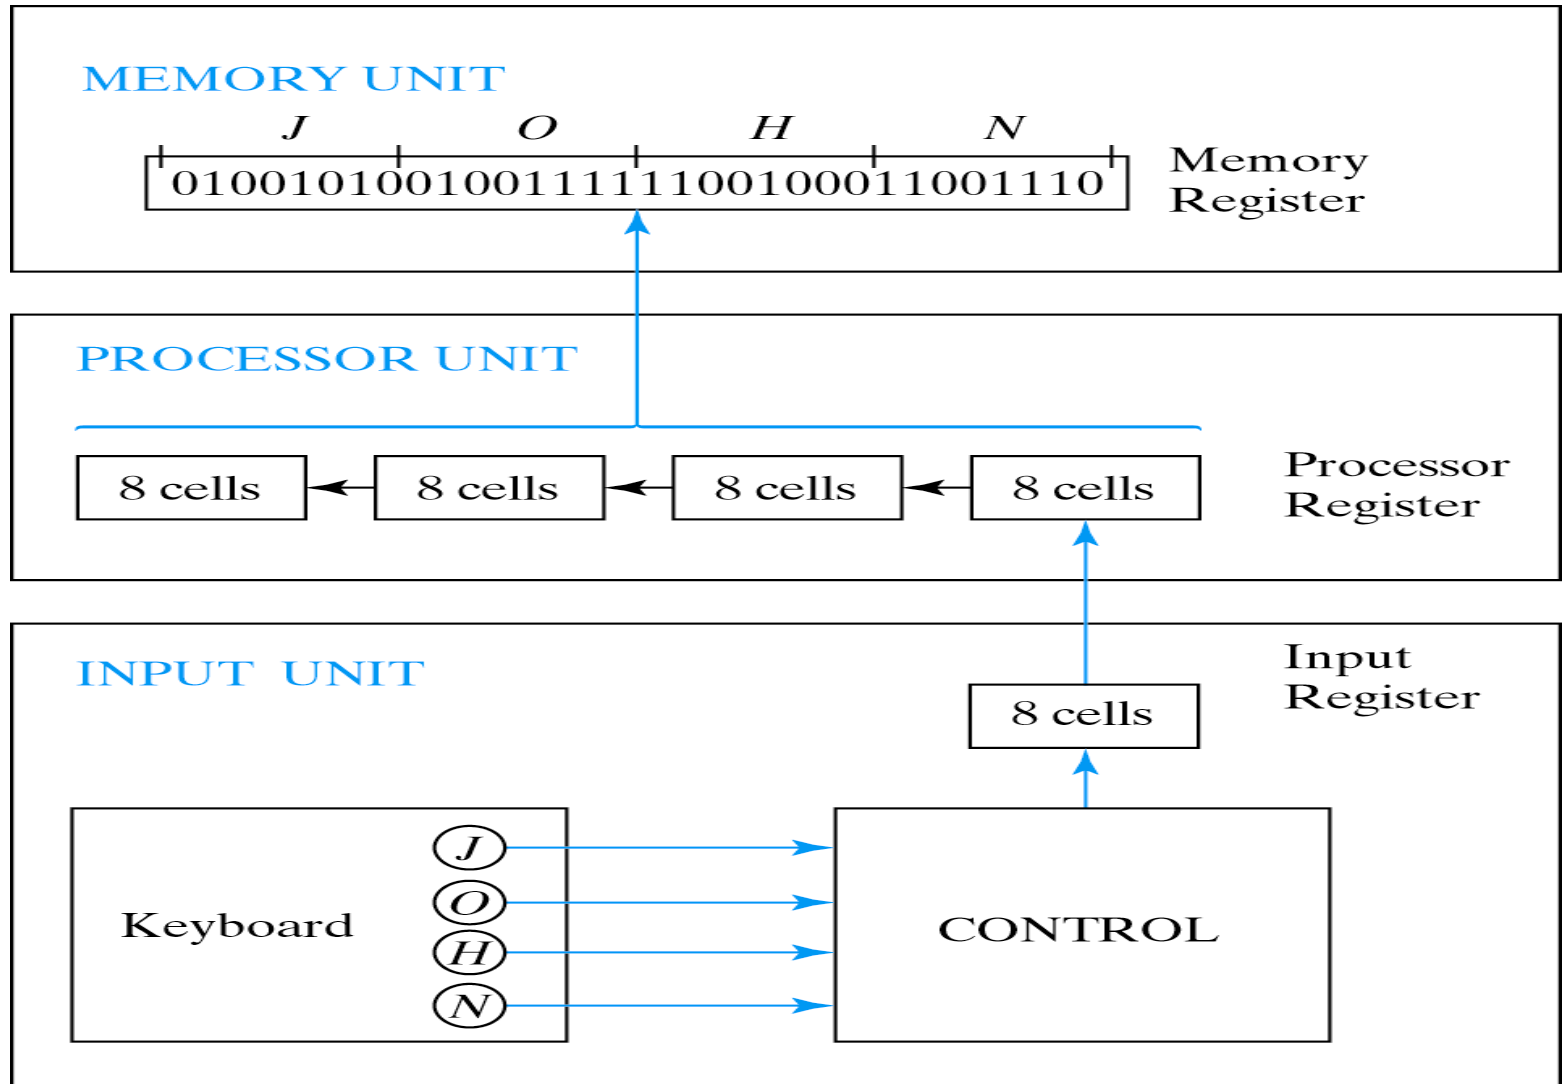 MEMORY UNIT
J O H N
01001010010011111100100011001110
Memory
Register
PROCESSOR UNIT
8 cells 8 cells 8 cells 8 cells
Processor
Register
INPUT UNIT
Input
Register
8 cells
J
O
Keyboard
CONTROL
H
N